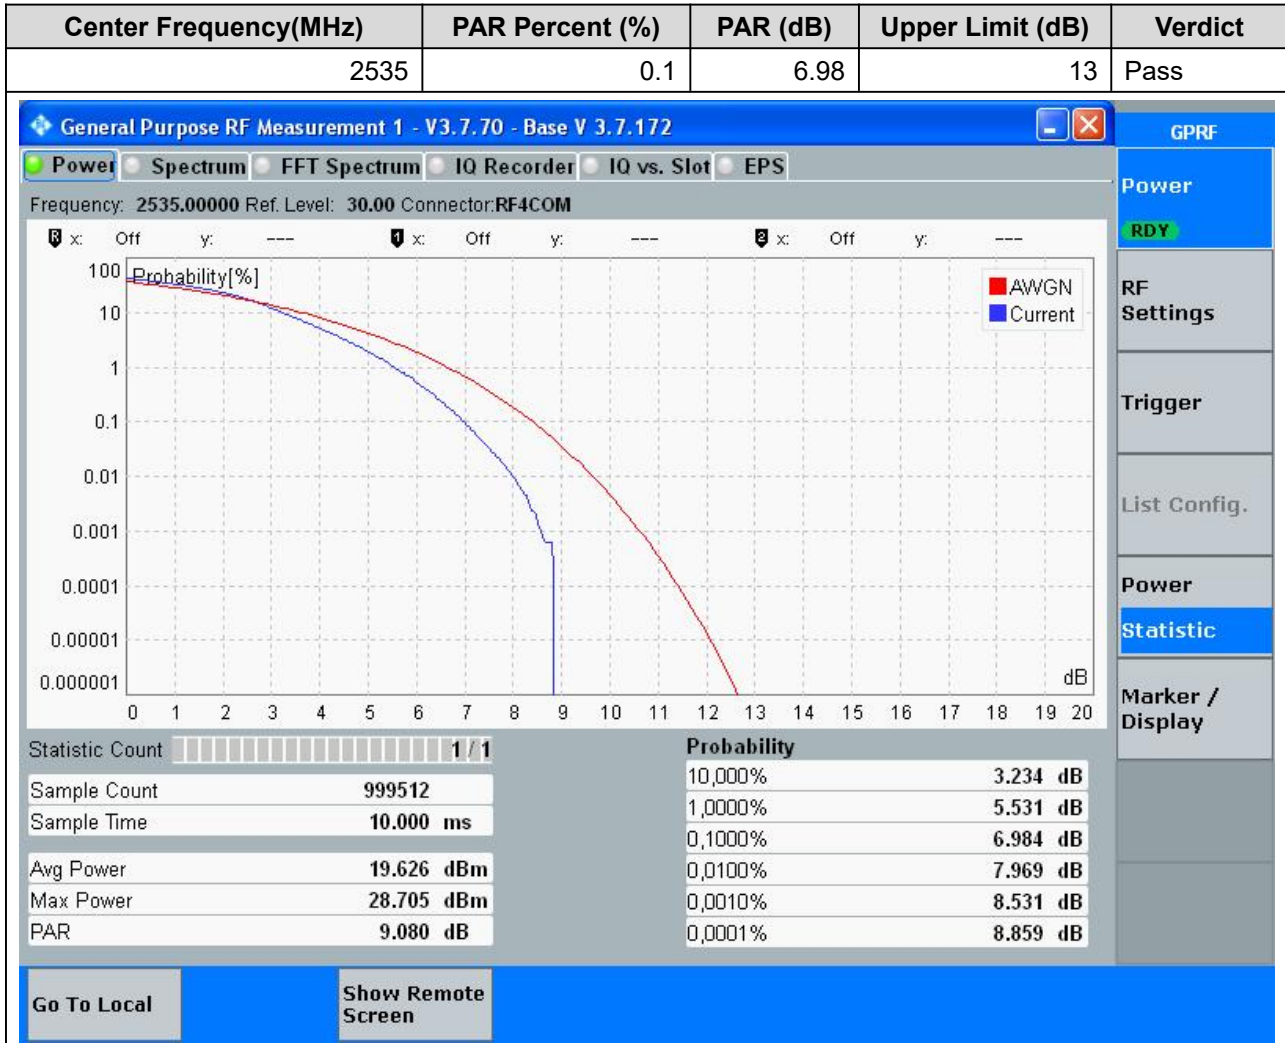 Center Frequency(MHz) PAR Percent (%) PAR (dB) Upper Limit (dB) Verdict
2535 0.1 6.98 13 Pass
General Purpose RF Measurement 1 - V3.7.70 - Base V 3.7.172
GPRF
Power Spectrum FFT Spectrum IQ Recorder IQ vs. Slot EPS
Frequency: 2535.00000 Ref. Level: 30.00 Connector:RF4COM
R x: Off y: --- 1 x: Off y: --- 2 x: Off y: ---
Probability[%]
AWGN
Current
100
10
1
0.1
0.01
0.001
0.0001
0.00001
0.000001
dB
0 1 2 3 4 5 6 7 8 9 10 11 12 13 14 15 16 17 18 19 20
Statistic Count 1 / 1
Sample Count 999512
Sample Time 10.000 ms
Avg Power 19.626 dBm
Max Power 28.705 dBm
PAR 9.080 dB
Probability
10,000% 3.234 dB
1,0000% 5.531 dB
0,1000% 6.984 dB
0,0100% 7.969 dB
0,0010% 8.531 dB
0,0001% 8.859 dB
Power
RDY
RF
Settings
Trigger
List Config.
Power
Statistic
Marker /
Display
Go To Local
Show Remote
Screen